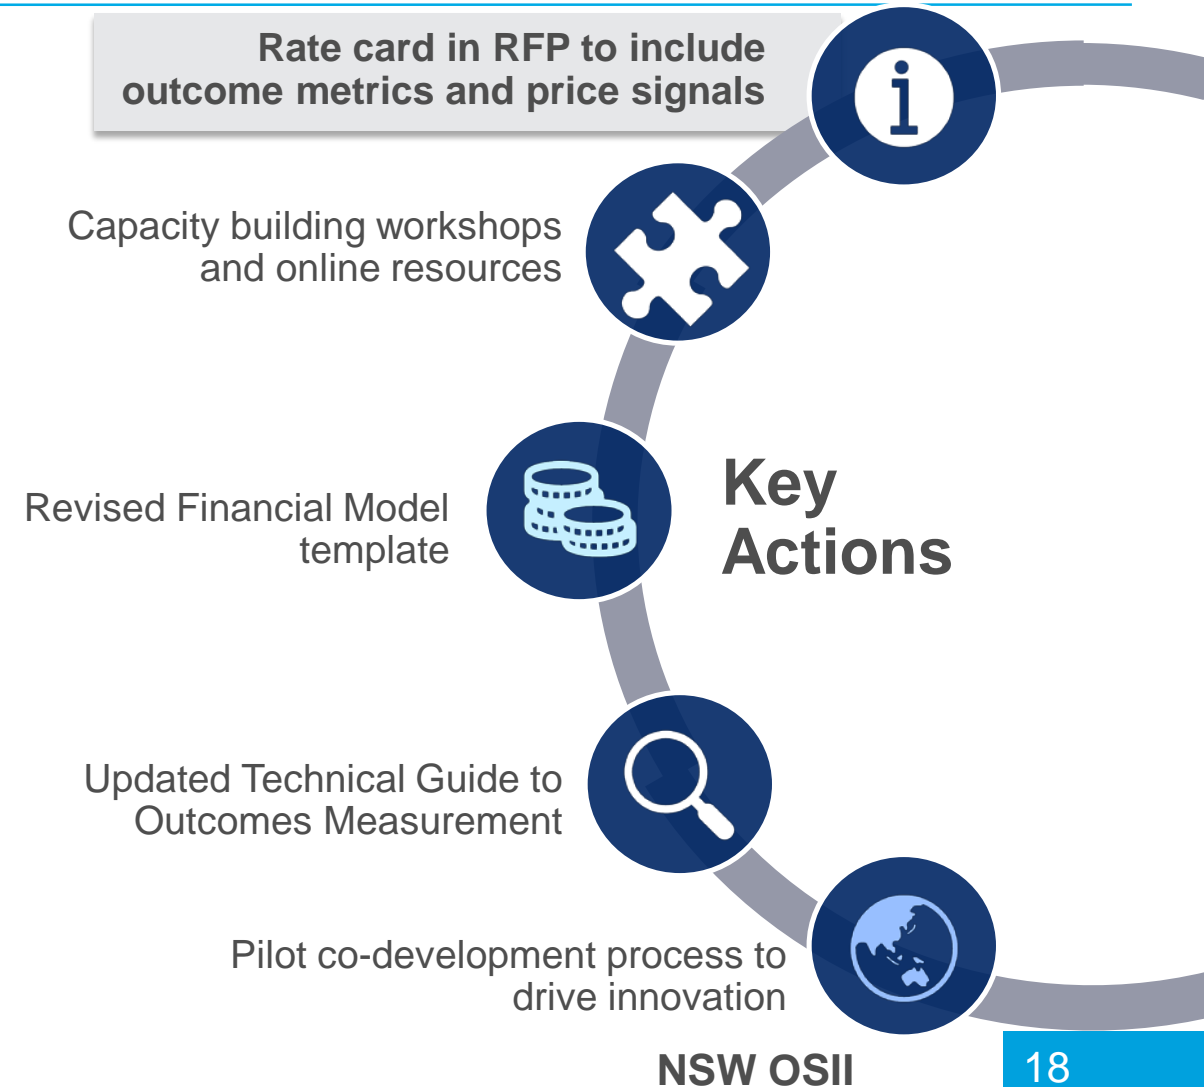 Rate card in RFP to include
outcome metrics and price signals
Capacity building workshops
and online resources
Revised Financial Model
template
Key
Actions
Updated Technical Guide to
Outcomes Measurement
Pilot co-development process to
drive innovation
NSW OSII
18